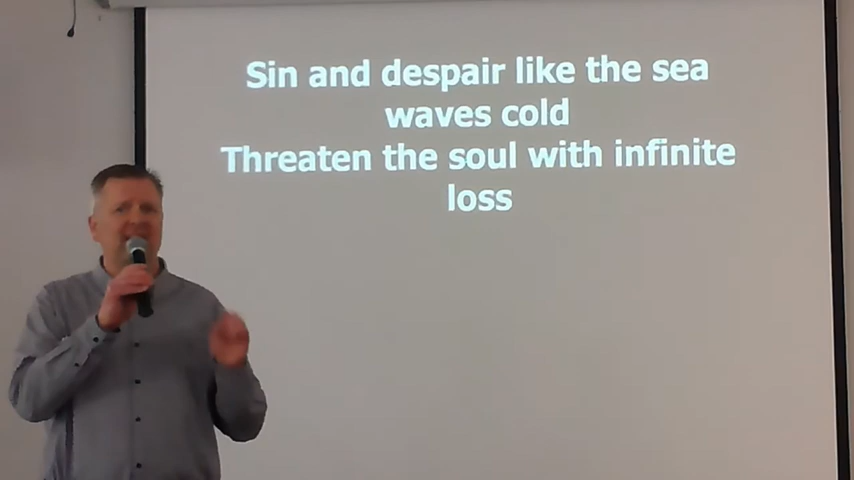 Sin and despair like the sea
waves cold
Threaten the soul with infinite
loss